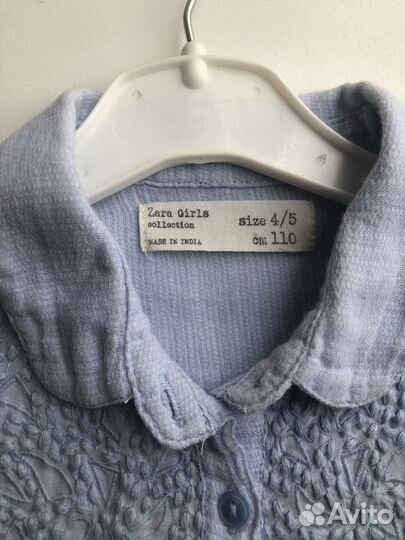 Zara Girls
collection
MADE IN INDIA
size 4/5
cm 110
Avito